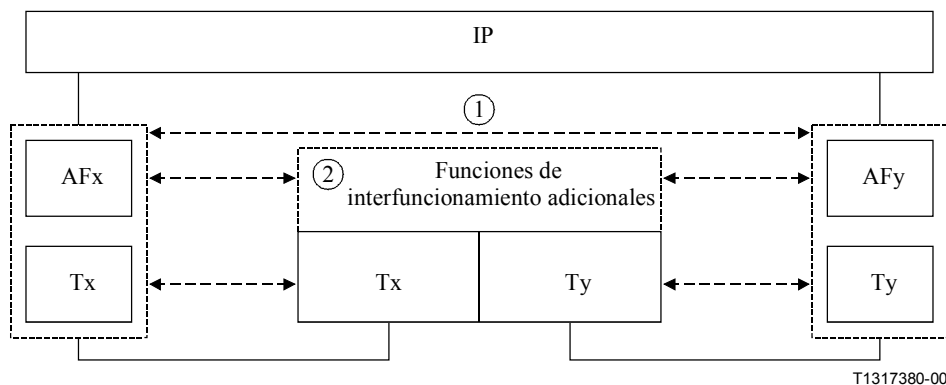 IP
1
AFx
2
Funciones de
interfuncionamiento adicionales
AFy
Tx
Tx
Ty
Ty
T1317380-00